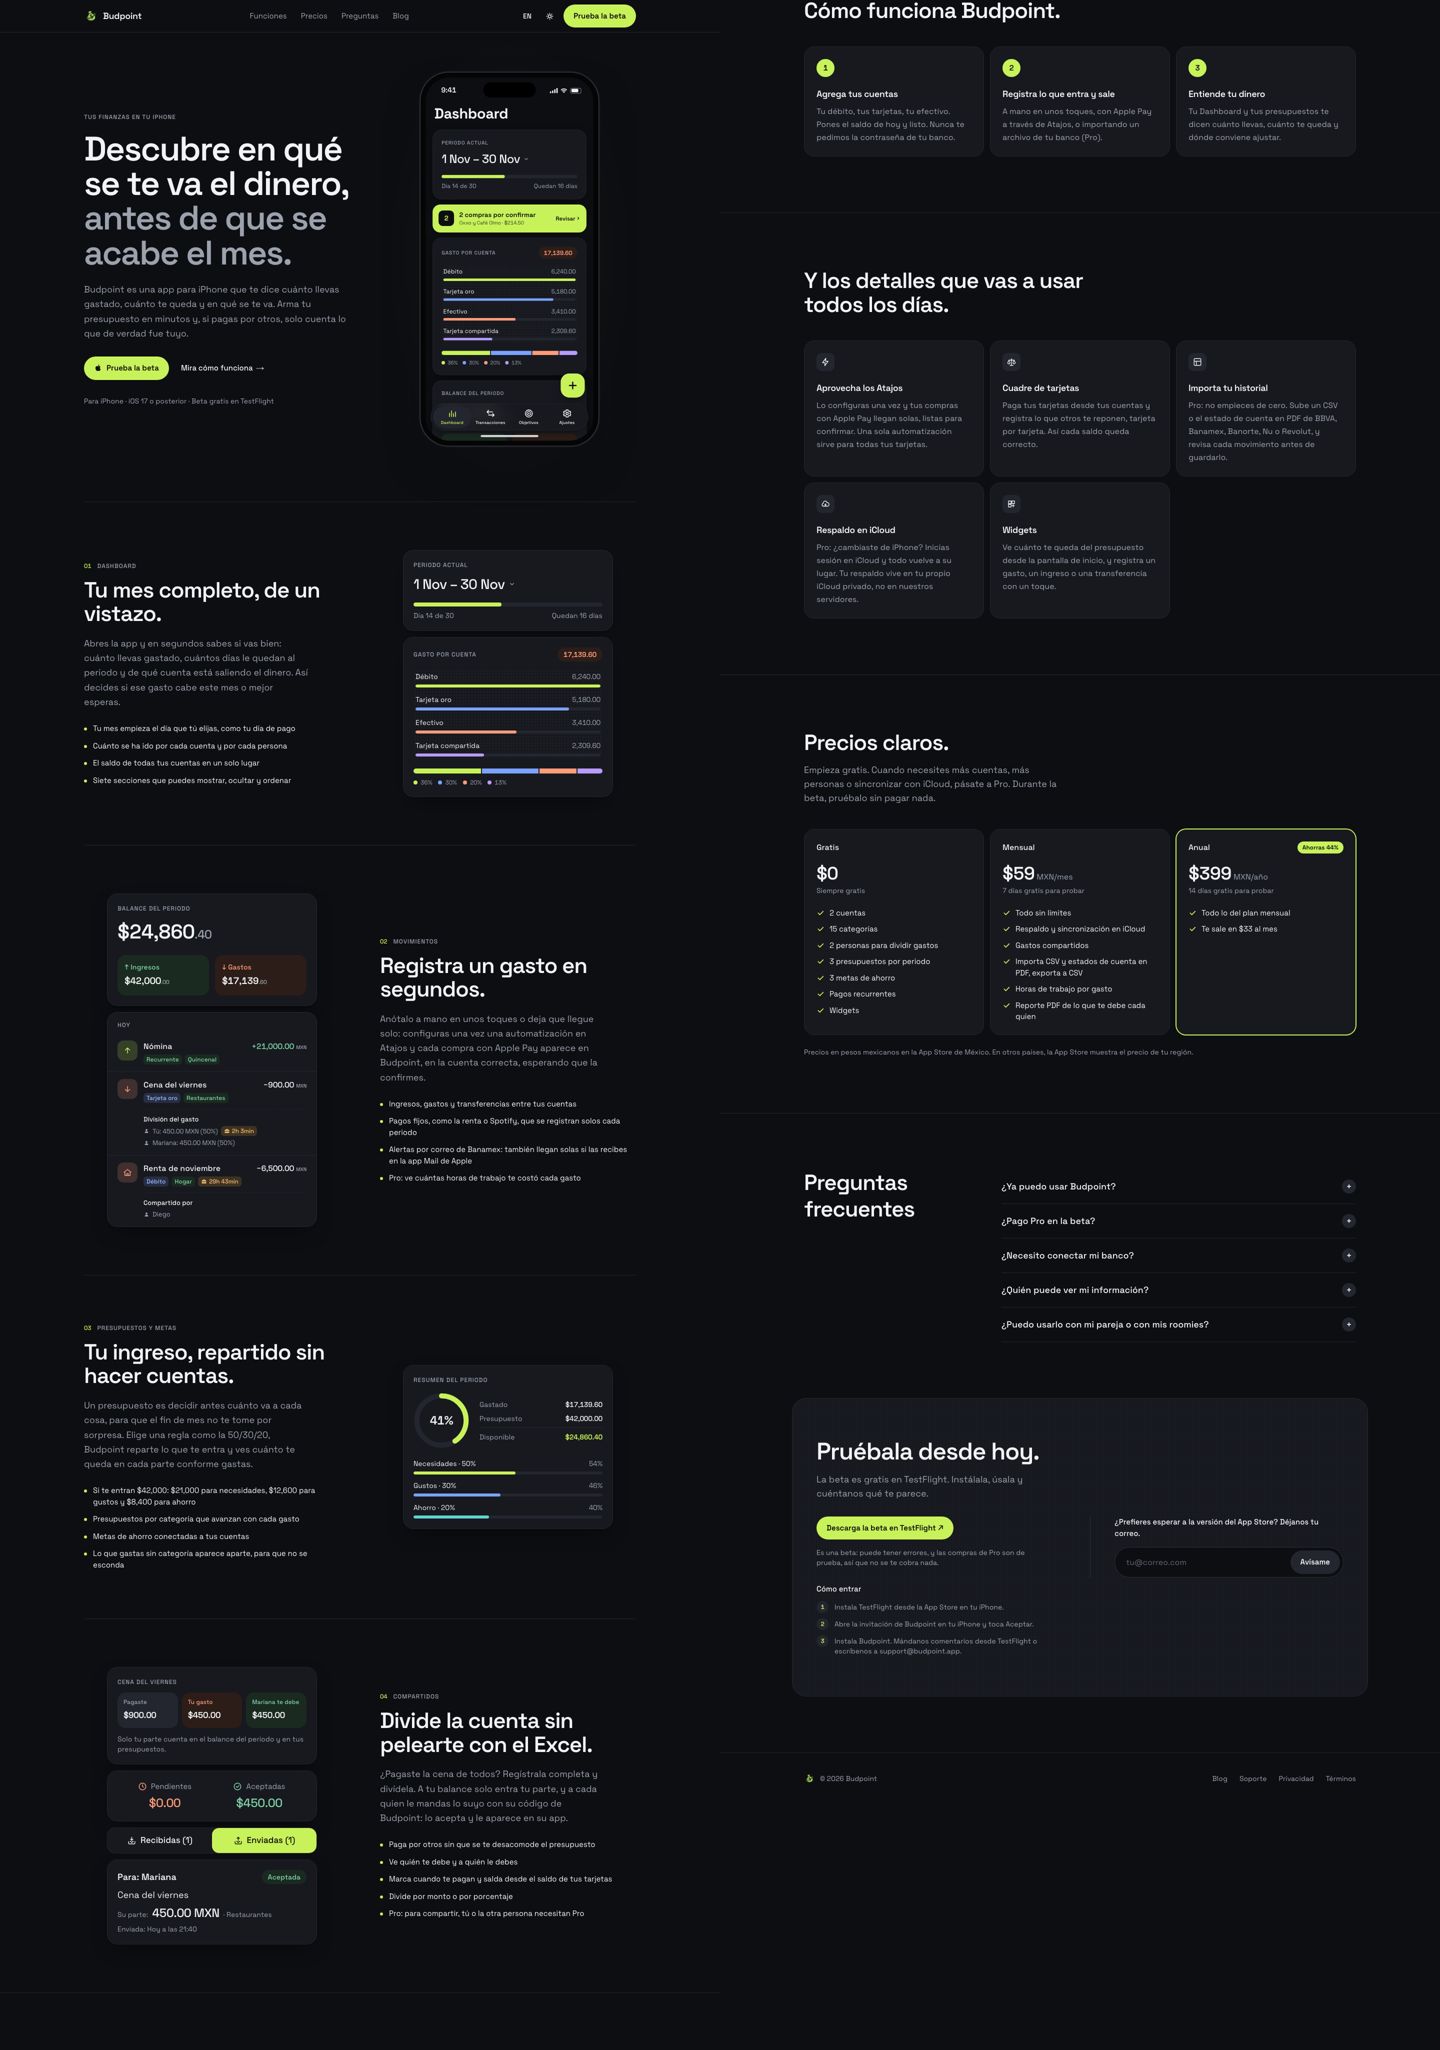 Budpoint
Funciones
Precios
Preguntas
Blog
EN
Prueba la beta
TUS FINANZAS EN TU IPHONE
Descubre en qué
se te va el dinero,
antes de que se
acabe el mes.
Budpoint es una app para iPhone que te dice cuánto llevas
gastado, cuánto te queda y en qué se te va. Arma tu
presupuesto en minutos y, si pagas por otros, solo cuenta lo
que de verdad fue tuyo.
Prueba la beta
Mira cómo funciona →
Para iPhone · iOS 17 o posterior · Beta gratis en TestFlight
9:41
Dashboard
PERIODO ACTUAL
1 Nov – 30 Nov
Día 14 de 30
Quedan 16 días
2
2 compras por confirmar
Oxxo y Café Olmo · $214.50
Revisar ›
GASTO POR CUENTA
17,139.60
Débito
6,240.00
Tarjeta oro
5,180.00
Efectivo
3,410.00
Tarjeta compartida
2,309.60
36%
30%
20%
13%
BALANCE DEL PERIODO
+
Dashboard
Transacciones
Objetivos
Ajustes
01 DASHBOARD
Tu mes completo, de un
vistazo.
Abres la app y en segundos sabes si vas bien:
cuánto llevas gastado, cuántos días le quedan al
periodo y de qué cuenta está saliendo el dinero. Así
decides si ese gasto cabe este mes o mejor
esperas.
Tu mes empieza el día que tú elijas, como tu día de pago
Cuánto se ha ido por cada cuenta y por cada persona
El saldo de todas tus cuentas en un solo lugar
Siete secciones que puedes mostrar, ocultar y ordenar
PERIODO ACTUAL
1 Nov – 30 Nov
Día 14 de 30
Quedan 16 días
GASTO POR CUENTA
17,139.60
Débito
6,240.00
Tarjeta oro
5,180.00
Efectivo
3,410.00
Tarjeta compartida
2,309.60
36%
30%
20%
13%
BALANCE DEL PERIODO
$24,860.40
↑ Ingresos
$42,000.00
↓ Gastos
$17,139.60
HOY
Nómina
+21,000.00 MXN
Recurrente
Quincenal
Cena del viernes
−900.00 MXN
Tarjeta oro
Restaurantes
División del gasto
Tú: 450.00 MXN (50%)
2h 3min
Mariana: 450.00 MXN (50%)
Renta de noviembre
−6,500.00 MXN
Débito
Hogar
29h 43min
Compartido por
Diego
02 MOVIMIENTOS
Registra un gasto en
segundos.
Anótalo a mano en unos toques o deja que llegue
solo: configuras una vez una automatización en
Atajos y cada compra con Apple Pay aparece en
Budpoint, en la cuenta correcta, esperando que la
confirmes.
Ingresos, gastos y transferencias entre tus cuentas
Pagos fijos, como la renta o Spotify, que se registran solos cada
periodo
Alertas por correo de Banamex: también llegan solas si las recibes
en la app Mail de Apple
Pro: ve cuántas horas de trabajo te costó cada gasto
03 PRESUPUESTOS Y METAS
Tu ingreso, repartido sin
hacer cuentas.
Un presupuesto es decidir antes cuánto va a cada
cosa, para que el fin de mes no te tome por
sorpresa. Elige una regla como la 50/30/20,
Budpoint reparte lo que te entra y ves cuánto te
queda en cada parte conforme gastas.
Si te entran $42,000: $21,000 para necesidades, $12,600 para
gustos y $8,400 para ahorro
Presupuestos por categoría que avanzan con cada gasto
Metas de ahorro conectadas a tus cuentas
Lo que gastas sin categoría aparece aparte, para que no se
esconda
RESUMEN DEL PERIODO
41%
Gastado
$17,139.60
Presupuesto
$42,000.00
Disponible
$24,860.40
Necesidades · 50%
54%
Gustos · 30%
46%
Ahorro · 20%
40%
CENA DEL VIERNES
Pagaste
$900.00
Tu gasto
$450.00
Mariana te debe
$450.00
Solo tu parte cuenta en el balance del periodo y en tus
presupuestos.
Pendientes
$0.00
Aceptadas
$450.00
Recibidas (1)
Enviadas (1)
Para: Mariana
Aceptada
Cena del viernes
Su parte: 450.00 MXN · Restaurantes
Enviada: Hoy a las 21:40
04 COMPARTIDOS
Divide la cuenta sin
pelearte con el Excel.
¿Pagaste la cena de todos? Regístrala completa y
divídela. A tu balance solo entra tu parte, y a cada
quien le mandas lo suyo con su código de
Budpoint: lo acepta y le aparece en su app.
Paga por otros sin que se te desacomode el presupuesto
Ve quién te debe y a quién le debes
Marca cuando te pagan y salda desde el saldo de tus tarjetas
Divide por monto o por porcentaje
Pro: para compartir, tú o la otra persona necesitan Pro
Cómo funciona Budpoint.
1
Agrega tus cuentas
Tu débito, tus tarjetas, tu efectivo.
Pones el saldo de hoy y listo. Nunca te
pedimos la contraseña de tu banco.
2
Registra lo que entra y sale
A mano en unos toques, con Apple Pay
a través de Atajos, o importando un
archivo de tu banco (Pro).
3
Entiende tu dinero
Tu Dashboard y tus presupuestos te
dicen cuánto llevas, cuánto te queda y
dónde conviene ajustar.
Y los detalles que vas a usar
todos los días.
Aprovecha los Atajos
Lo configuras una vez y tus compras
con Apple Pay llegan solas, listas para
confirmar. Una sola automatización
sirve para todas tus tarjetas.
Cuadre de tarjetas
Paga tus tarjetas desde tus cuentas y
registra lo que otros te reponen, tarjeta
por tarjeta. Así cada saldo queda
correcto.
Importa tu historial
Pro: no empieces de cero. Sube un CSV
o el estado de cuenta en PDF de BBVA,
Banamex, Banorte, Nu o Revolut, y
revisa cada movimiento antes de
guardarlo.
Respaldo en iCloud
Pro: ¿cambiaste de iPhone? Inicias
sesión en iCloud y todo vuelve a su
lugar. Tu respaldo vive en tu propio
iCloud privado, no en nuestros
servidores.
Widgets
Ve cuánto te queda del presupuesto
desde la pantalla de inicio, y registra un
gasto, un ingreso o una transferencia
con un toque.
Precios claros.
Empieza gratis. Cuando necesites más cuentas, más
personas o sincronizar con iCloud, pásate a Pro. Durante la
beta, pruébalo sin pagar nada.
Gratis
$0
Siempre gratis
2 cuentas
15 categorías
2 personas para dividir gastos
3 presupuestos por periodo
3 metas de ahorro
Pagos recurrentes
Widgets
Mensual
$59 MXN/mes
7 días gratis para probar
Todo sin límites
Respaldo y sincronización en iCloud
Gastos compartidos
Importa CSV y estados de cuenta en
PDF, exporta a CSV
Horas de trabajo por gasto
Reporte PDF de lo que te debe cada
quien
Anual
Ahorras 44%
$399 MXN/año
14 días gratis para probar
Todo lo del plan mensual
Te sale en $33 al mes
Precios en pesos mexicanos en la App Store de México. En otros países, la App Store muestra el precio de tu región.
Preguntas
frecuentes
¿Ya puedo usar Budpoint?
¿Pago Pro en la beta?
¿Necesito conectar mi banco?
¿Quién puede ver mi información?
¿Puedo usarlo con mi pareja o con mis roomies?
Pruébala desde hoy.
La beta es gratis en TestFlight. Instálala, úsala y
cuéntanos qué te parece.
Descarga la beta en TestFlight ↗
Es una beta: puede tener errores, y las compras de Pro son de
prueba, así que no se te cobra nada.
Cómo entrar
1 Instala TestFlight desde la App Store en tu iPhone.
2 Abre la invitación de Budpoint en tu iPhone y toca Aceptar.
3 Instala Budpoint. Mándanos comentarios desde TestFlight o
escríbenos a support@budpoint.app.
¿Prefieres esperar a la versión del App Store? Déjanos tu
correo.
tu@correo.com
Avísame
© 2026 Budpoint
Blog
Soporte
Privacidad
Términos